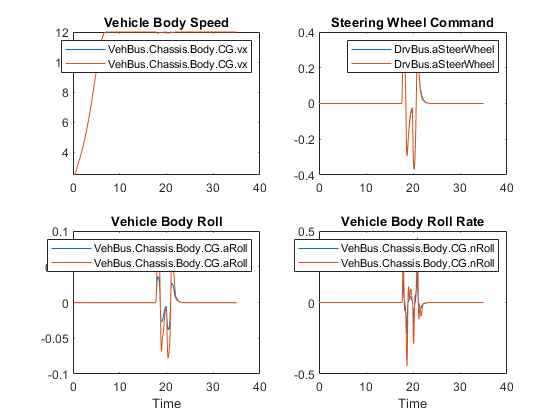 Vehicle Body Speed
12
10
8
6
4
VehBus.Chassis.Body.CG.vx
VehBus.Chassis.Body.CG.vx
0 10 20 30 40
Steering Wheel Command
0.4
0
-0.2
-0.4
DrvBus.aSteerWheel
DrvBus.aSteerWheel
0 10 20 30 40
Vehicle Body Roll
0.1
0
-0.05
-0.1
VehBus.Chassis.Body.CG.aRoll
VehBus.Chassis.Body.CG.aRoll
0 10 20 30 40
Time
Vehicle Body Roll Rate
0.5
0
-0.5
VehBus.Chassis.Body.CG.nRoll
VehBus.Chassis.Body.CG.nRoll
0 10 20 30 40
Time